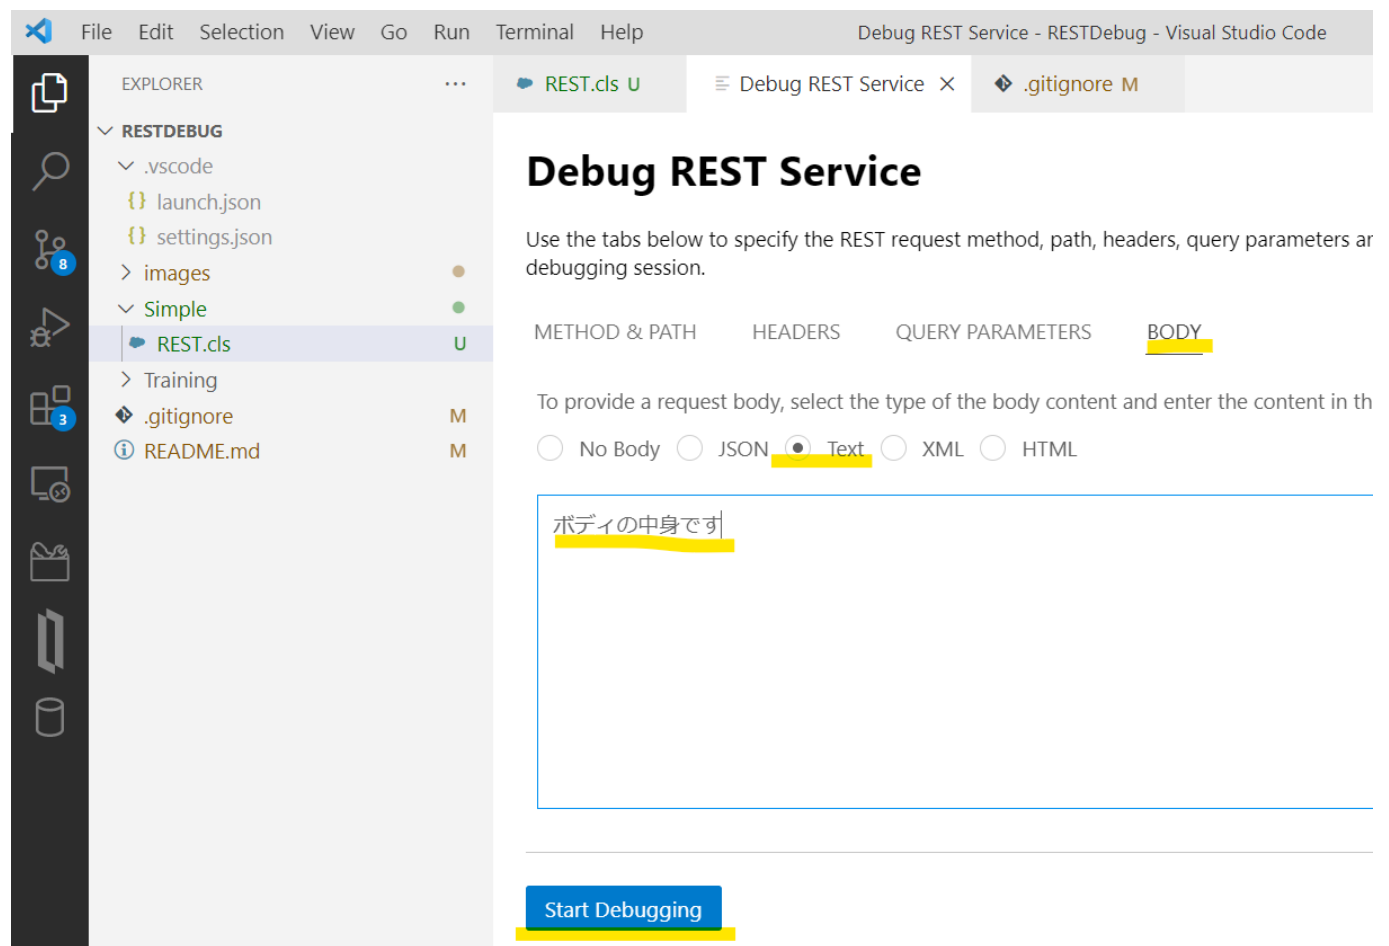 File Edit Selection View Go Run Terminal Help Debug REST Service - RESTDebug - Visual Studio Code
EXPLORER ···
REST.cls U
Debug REST Service ×
.gitignore M
RESTDEBUG
.vscode
{} launch.json
{} settings.json
images
Simple
REST.cls U
Training
.gitignore M
README.md M
8
3
Debug REST Service
Use the tabs below to specify the REST request method, path, headers, query parameters
debugging session.
METHOD & PATH HEADERS QUERY PARAMETERS BODY
To provide a request body, select the type of the body content and enter the content in
No Body JSON Text XML HTML
ボディの中身です
Start Debugging